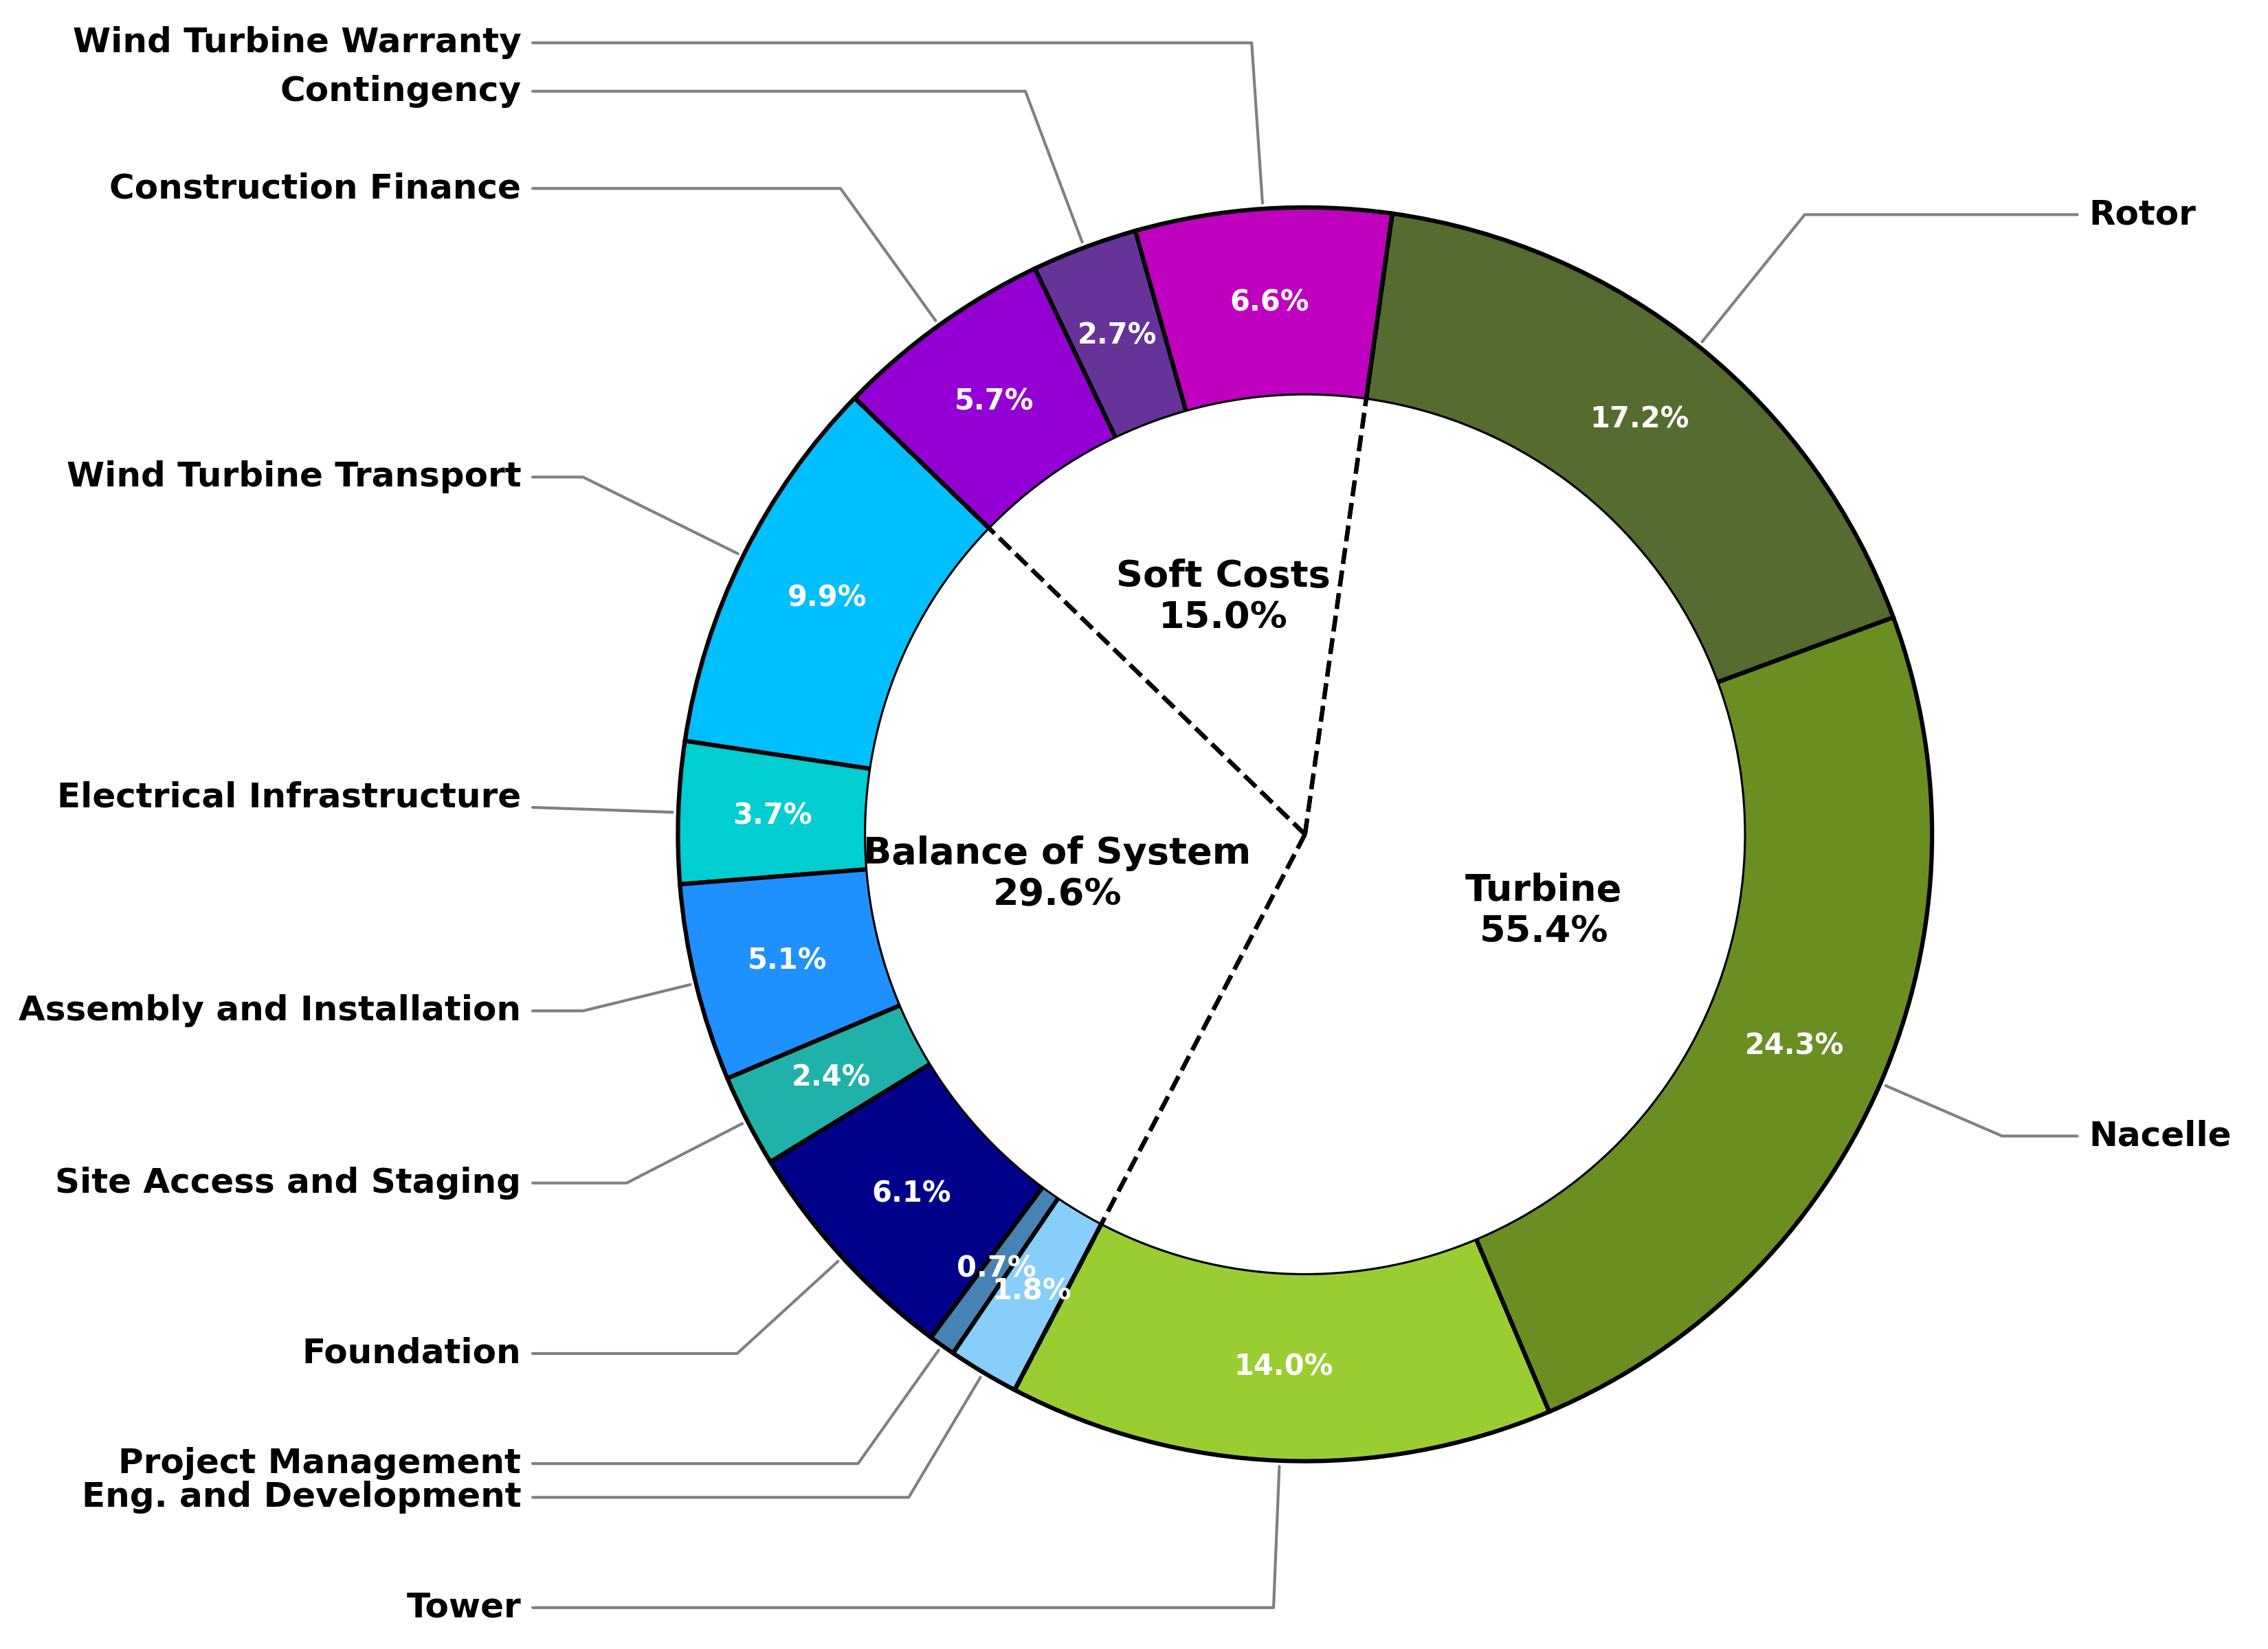 Wind Turbine Warranty
Contingency
Construction Finance
Rotor
6.6%
2.7%
5.7%
17.2%
Wind Turbine Transport
9.9%
Soft Costs
15.0%
Electrical Infrastructure
3.7%
Balance of System
29.6%
Turbine
55.4%
5.1%
Assembly and Installation
24.3%
2.4%
Nacelle
Site Access and Staging
6.1%
0.7%
1.8%
Foundation
14.0%
Project Management
Eng. and Development
Tower